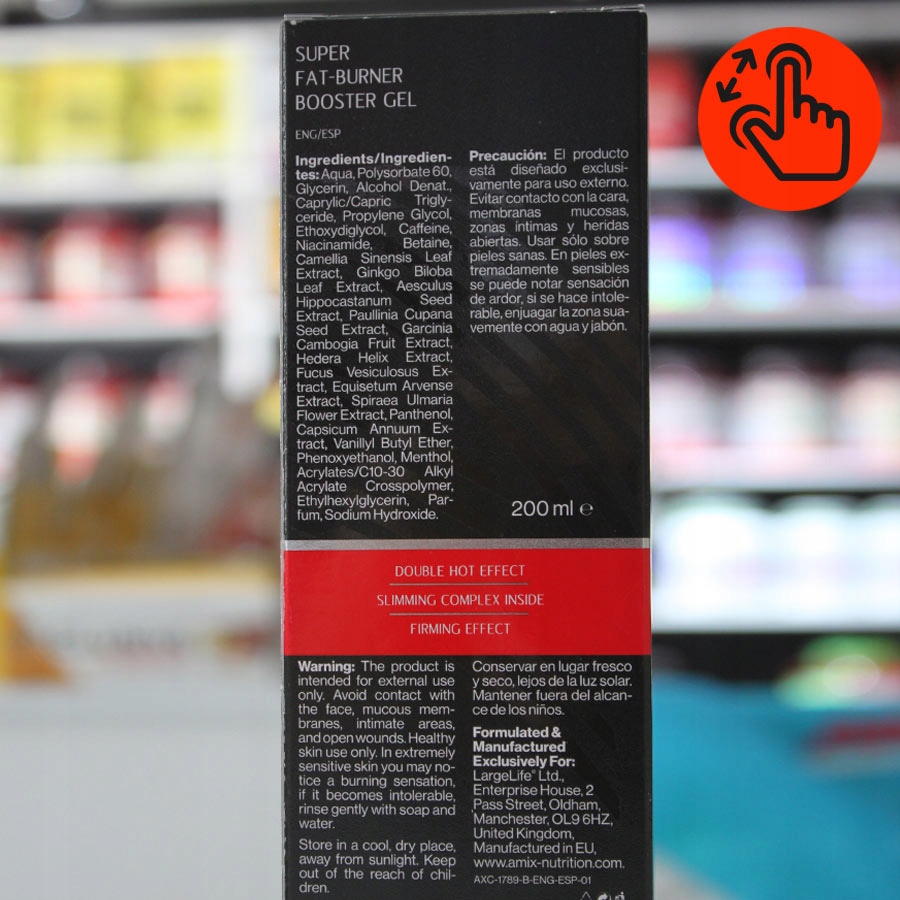 SUPER
FAT-BURNER
BOOSTER GEL
ENG/ESP
Ingredients/Ingredien-
tes: Aqua, Polysorbate 60,
Glycerin, Alcohol Denat.,
Caprylic/Capric Trigly-
ceride, Propylene Glycol,
Ethoxydiglycol, Caffeine,
Niacinamide, Betaine,
Camellia Sinensis Leaf
Extract, Ginkgo Biloba
Leaf Extract, Aesculus
Hippocastanum Seed
Extract, Paullinia Cupana
Seed Extract, Garcinia
Cambogia Fruit Extract,
Hedera Helix Extract,
Fucus Vesiculosus Ex-
tract, Equisetum Arvense
Extract, Spiraea Ulmaria
Flower Extract, Panthenol,
Capsicum Annuum Ex-
tract, Vanillyl Butyl Ether,
Phenoxyethanol, Menthol,
Acrylates/C10-30 Alkyl
Acrylate Crosspolymer,
Ethylhexylglycerin, Par-
fum, Sodium Hydroxide.
Precaución: El producto
está diseñado exclusi-
vamente para uso externo.
Evitar contacto con la cara,
membranas mucosas,
zonas íntimas y heridas
abiertas. Usar sólo sobre
pieles sanas. En pieles ex-
tremadamente sensibles
se puede notar sensación
de ardor, si se hace intole-
rable, enjuagar la zona sua-
vemente con agua y jabón.
200 ml ℮
DOUBLE HOT EFFECT
SLIMMING COMPLEX INSIDE
FIRMING EFFECT
Warning: The product is
intended for external use
only. Avoid contact with
the face, mucous mem-
branes, intimate areas,
and open wounds. Healthy
skin use only. In extremely
sensitive skin you may no-
tice a burning sensation,
if it becomes intolerable,
rinse gently with soap and
water.
Store in a cool, dry place,
away from sunlight. Keep
out of the reach of chil-
dren.
Conservar en lugar fresco
y seco, lejos de la luz solar.
Mantener fuera del alcan-
ce de los niños.
Formulated &
Manufactured
Exclusively For:
LargeLife® Ltd.,
Enterprise House, 2
Pass Street, Oldham,
Manchester, OL9 6HZ,
United Kingdom,
Manufactured in EU,
www.amix-nutrition.com.
AXC-1789-B-ENG-ESP-01